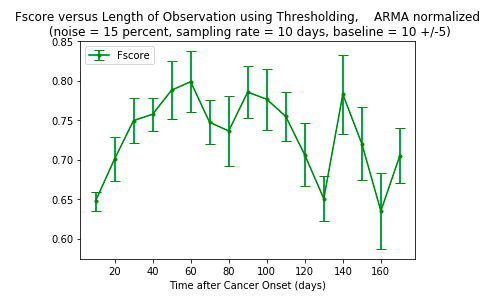 Fscore versus Length of Observation using Thresholding,    ARMA normalized
(noise = 15 percent, sampling rate = 10 days, baseline = 10 +/-5)
0.85
Fscore
0.80
0.75
0.70
0.65
0.60
20 40 60 80 100 120 140 160
Time after Cancer Onset (days)